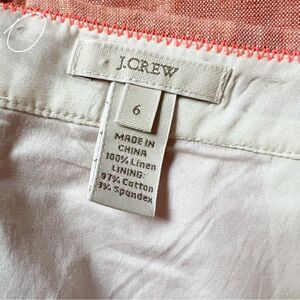 J.CREW
6
MADE IN
CHINA
100% Linen
LINING:
97% Cotton
3% Spandex